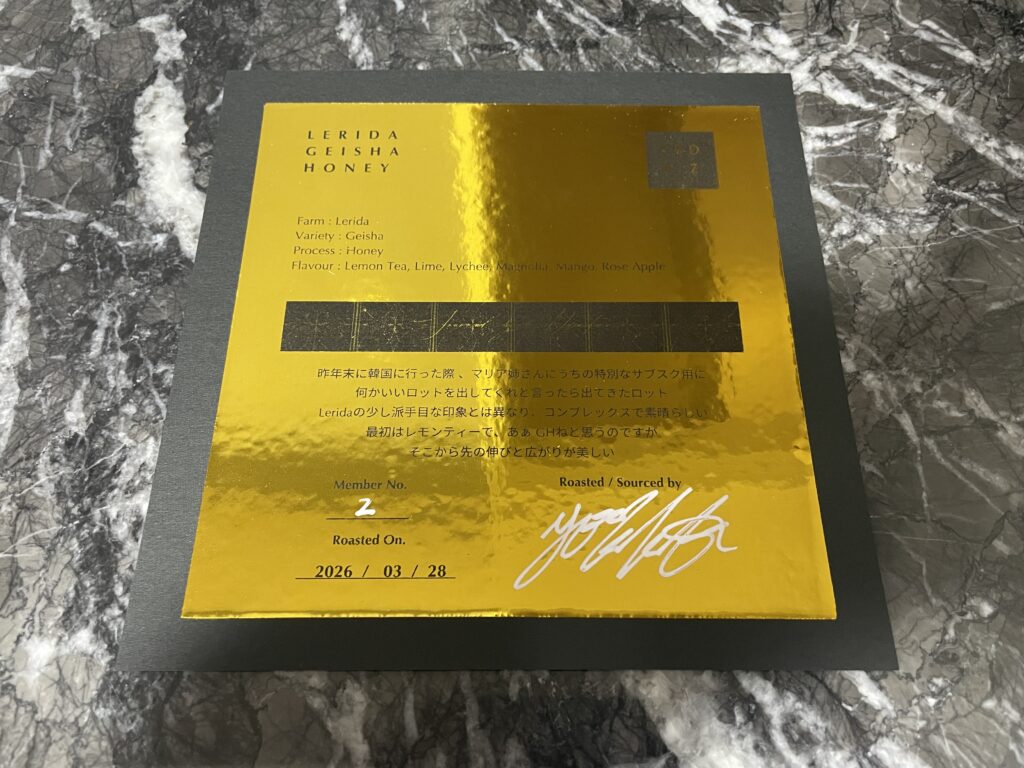 LERIDA
GEISHA
HONEY
Farm : Lerida
Variety : Geisha
Process : Honey
Flavour : Lemon Tea, Lime, Lychee, Magnolia, Mango, Rose Apple
昨年末に韓国に行った際、マリア姉さんにうちの特別なサブスク用に
何かいいロットを出してくれと言ったら出てきたロット
Leridaの少し派手目な印象とは異なり、コンプレックスで素晴らしい
最初はレモンティーで、あぁ GHねと思うのですが
そこから先の伸びと広がりが美しい
Member No.
2
Roasted On.
2026 / 03 / 28
Roasted / Sourced by